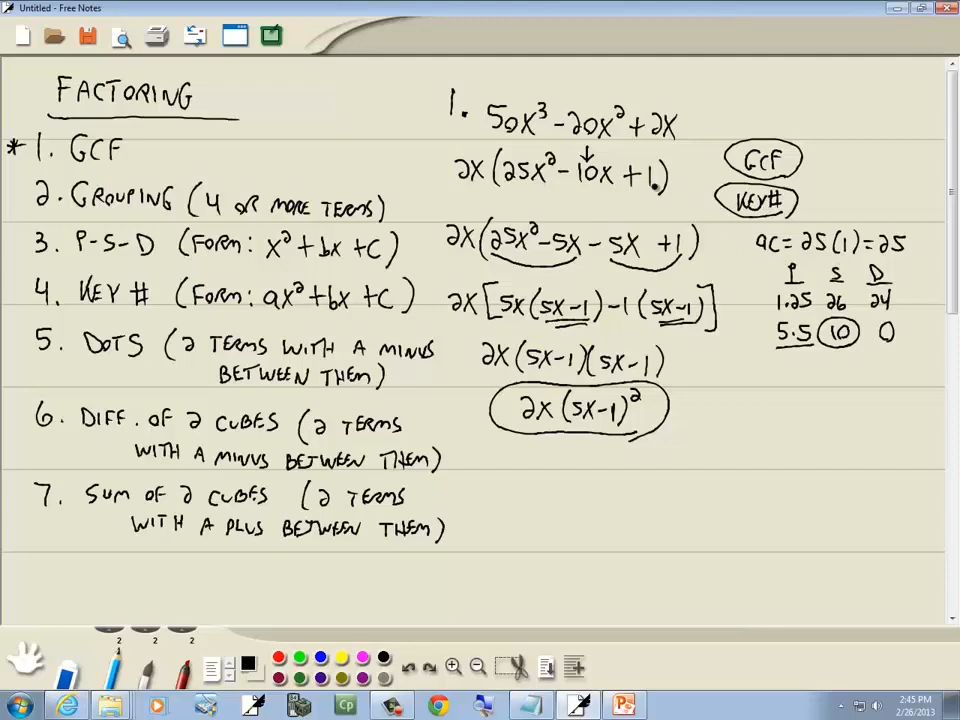 Untitled - Free Notes
FACTORING
* 1. GCF
2. GROUPING (4 OR MORE TERMS)
3. P-S-D (FORM: x² + bx + c)
4. KEY # (FORM: ax² + bx + c)
5. DOTS (2 TERMS WITH A MINUS
BETWEEN THEM)
6. DIFF. OF 2 CUBES (2 TERMS
WITH A MINUS BETWEEN THEM)
7. SUM OF 2 CUBES (2 TERMS
WITH A PLUS BETWEEN THEM)
1. 50x³ - 20x² + 2x
2x(25x² - 10x + 1)
2x(25x² - 5x - 5x + 1)
2x[5x(5x-1) - 1(5x-1)]
2x(5x-1)(5x-1)
2x(5x-1)²
GCF
KEY#
ac = 25(1) = 25
P S D
1·25 26 24
5·5 10 0
2 2 2
Cp
2:45 PM
2/26/2013